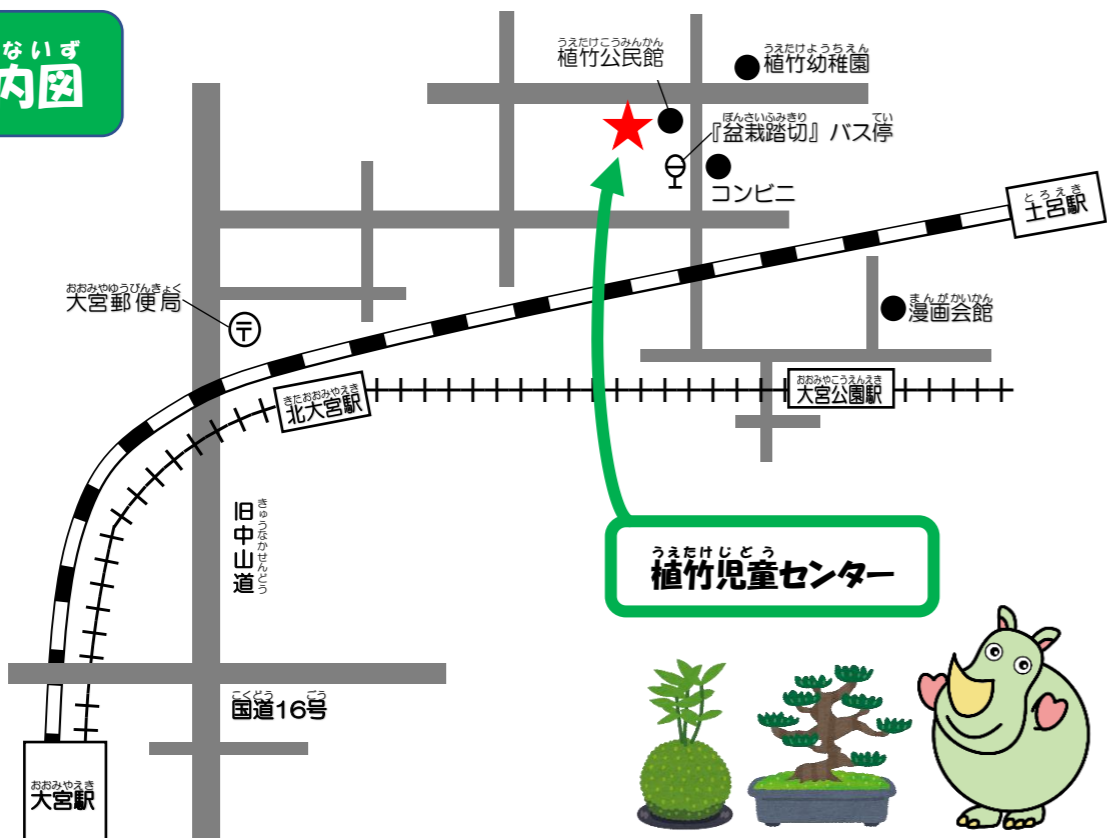 ないず
内図
うえたけこうみんかん
植竹公民館
うえたけようちえん
植竹幼稚園
ぼんさいふみきり てい
『盆栽踏切』バス停
コンビニ
とろえき
土宮駅
おおみやゆうびんきょく
大宮郵便局
〒
まんがかいかん
漫画会館
きたおおみやえき
北大宮駅
おおみやこうえんえき
大宮公園駅
きゅうなかせんどう
旧中山道
うえたけじどう
植竹児童センター
こくどう ごう
国道16号
おおみやえき
大宮駅